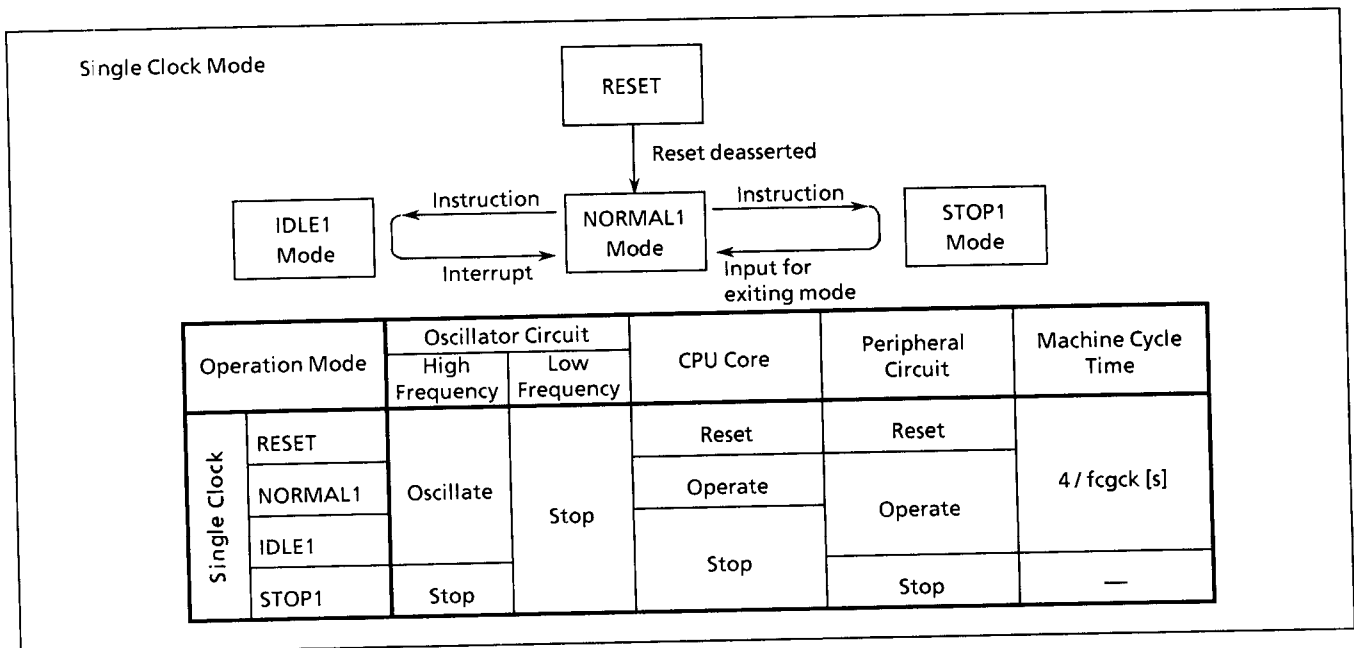 Single Clock Mode
RESET
Reset deasserted
Instruction
Instruction
IDLE1
Mode
NORMAL1
Mode
STOP1
Mode
Interrupt
Input for
exiting mode
Operation Mode
Oscillator Circuit
High
Frequency
Low
Frequency
CPU Core
Peripheral
Circuit
Machine Cycle
Time
Single Clock
RESET
Oscillate
Stop
Reset
Reset
4 / fcgck [s]
NORMAL1
Operate
Operate
IDLE1
Stop
STOP1
Stop
Stop
—